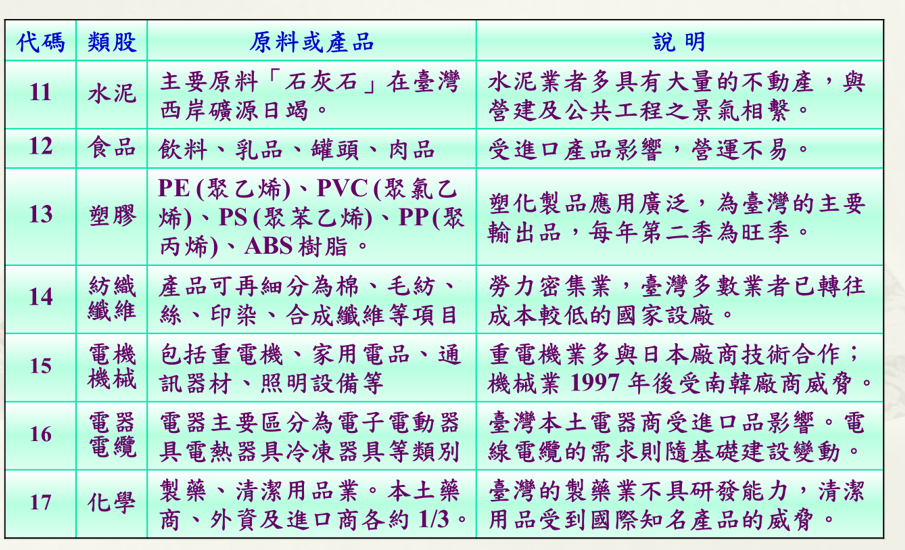 代碼 類股 原料或產品 說 明
11 水泥 主要原料「石灰石」在臺灣 水泥業者多具有大量的不動產，與
西岸礦源日竭。 營建及公共工程之景氣相繫。
12 食品 飲料、乳品、罐頭、肉品 受進口產品影響，營運不易。
13 塑膠 PE (聚乙烯)、PVC (聚氯乙
烯)、PS (聚苯乙烯)、PP (聚
丙烯)、ABS 樹脂。
塑化製品應用廣泛，為臺灣的主要
輸出品，每年第二季為旺季。
14 紡織
纖維
產品可再細分為棉、毛紡、
絲、印染、合成纖維等項目
勞力密集業，臺灣多數業者已轉往
成本較低的國家設廠。
15 電機
機械
包括重電機、家用電品、通
訊器材、照明設備等
重電機業多與日本廠商技術合作；
機械業 1997 年後受南韓廠商威脅。
16 電器
電纜
電器主要區分為電子電動器
具電熱器具冷凍器具等類別
臺灣本土電器商受進口品影響。電
線電纜的需求則隨基礎建設變動。
17 化學 製藥、清潔用品業。本土藥
商、外資及進口商各約 1/3。
臺灣的製藥業不具研發能力，清潔
用品受到國際知名產品的威脅。